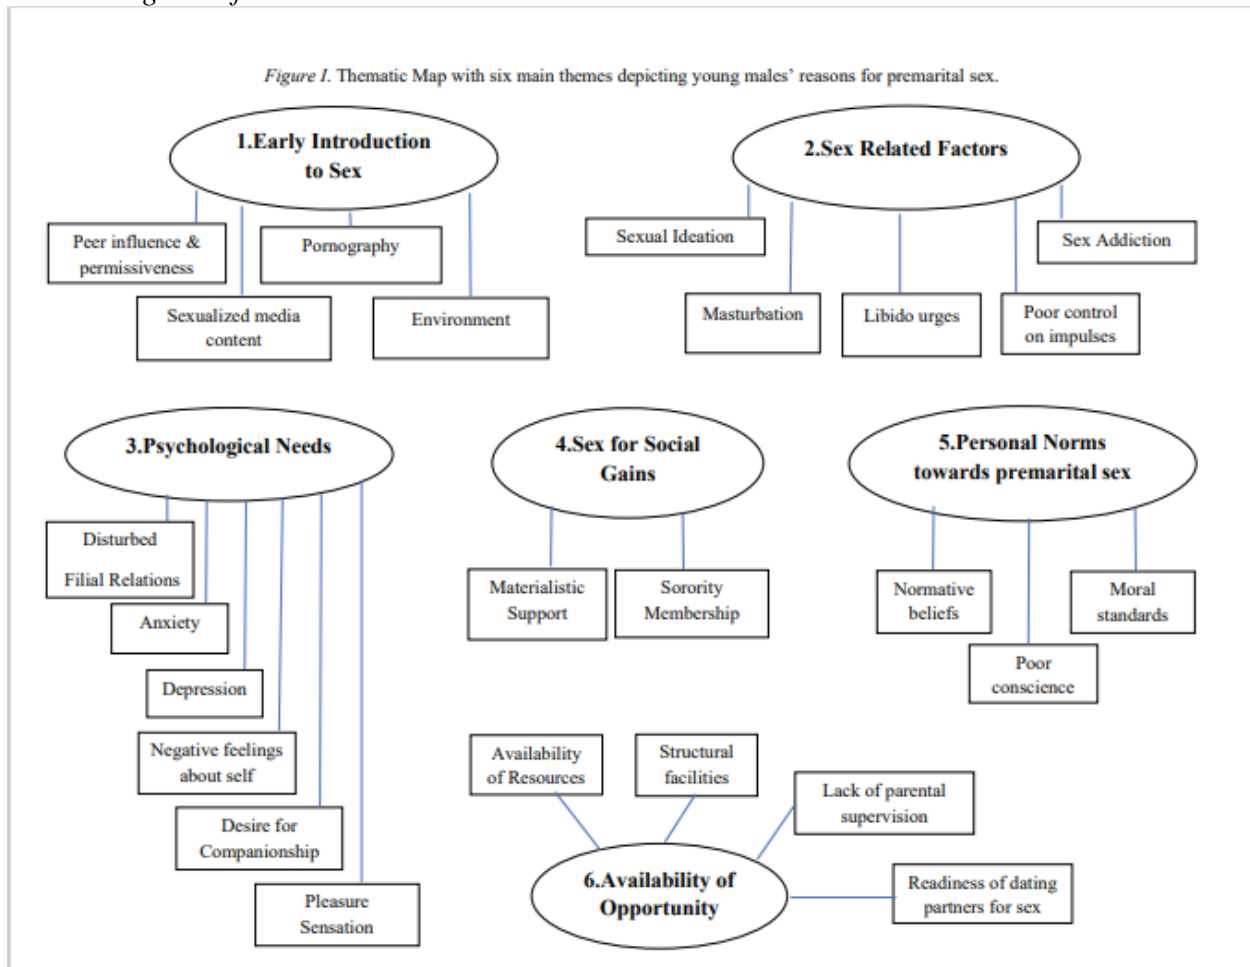 Figure I. Thematic Map with six main themes depicting young males' reasons for premarital sex.
1.Early Introduction
to Sex
2.Sex Related Factors
Peer influence &
permissiveness
Pornography
Sexualized media
content
Environment
Sexual Ideation
Sex Addiction
Masturbation
Libido urges
Poor control
on impulses
3.Psychological Needs
4.Sex for Social
Gains
5.Personal Norms
towards premarital sex
Disturbed
Filial Relations
Anxiety
Depression
Negative feelings
about self
Desire for
Companionship
Pleasure
Sensation
Materialistic
Support
Sorority
Membership
Normative
beliefs
Moral
standards
Poor
conscience
Availability
of Resources
Structural
facilities
Lack of parental
supervision
6.Availability of
Opportunity
Readiness of dating
partners for sex